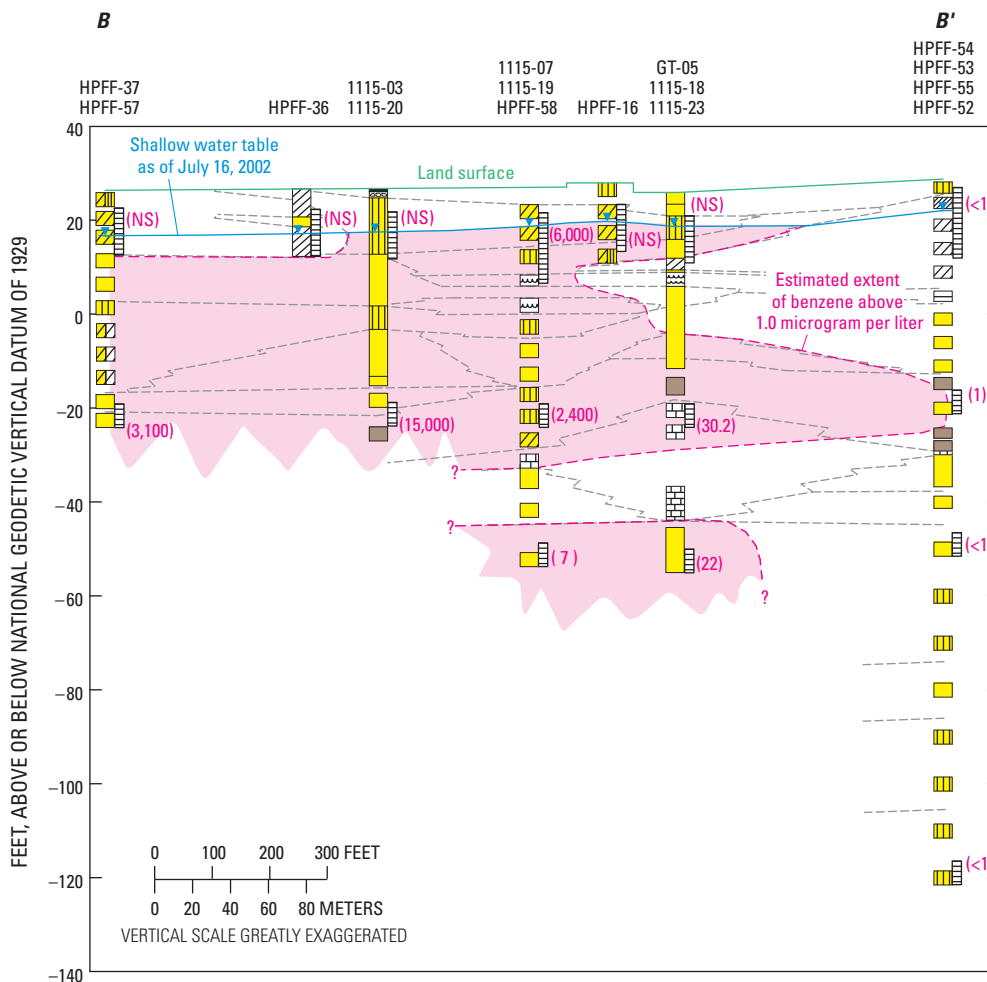 B
B'
HPFF-37
HPFF-57
HPFF-36
1115-03
1115-20
1115-07
1115-19
HPFF-58
HPFF-16
GT-05
1115-18
1115-23
HPFF-54
HPFF-53
HPFF-55
HPFF-52
FEET, ABOVE OR BELOW NATIONAL GEODETIC VERTICAL DATUM OF 1929
40
20
0
−20
−40
−60
−80
−100
−120
−140
Shallow water table
as of July 16, 2002
Land surface
(NS)
(NS)
(NS)
(6,000)
(NS)
(NS)
(<1
Estimated extent
of benzene above
1.0 microgram per liter
(3,100)
(15,000)
(2,400)
(30.2)
(1)
?
?
( 7 )
(22)
?
(<1
(<1
0 100 200 300 FEET
0 20 40 60 80 METERS
VERTICAL SCALE GREATLY EXAGGERATED